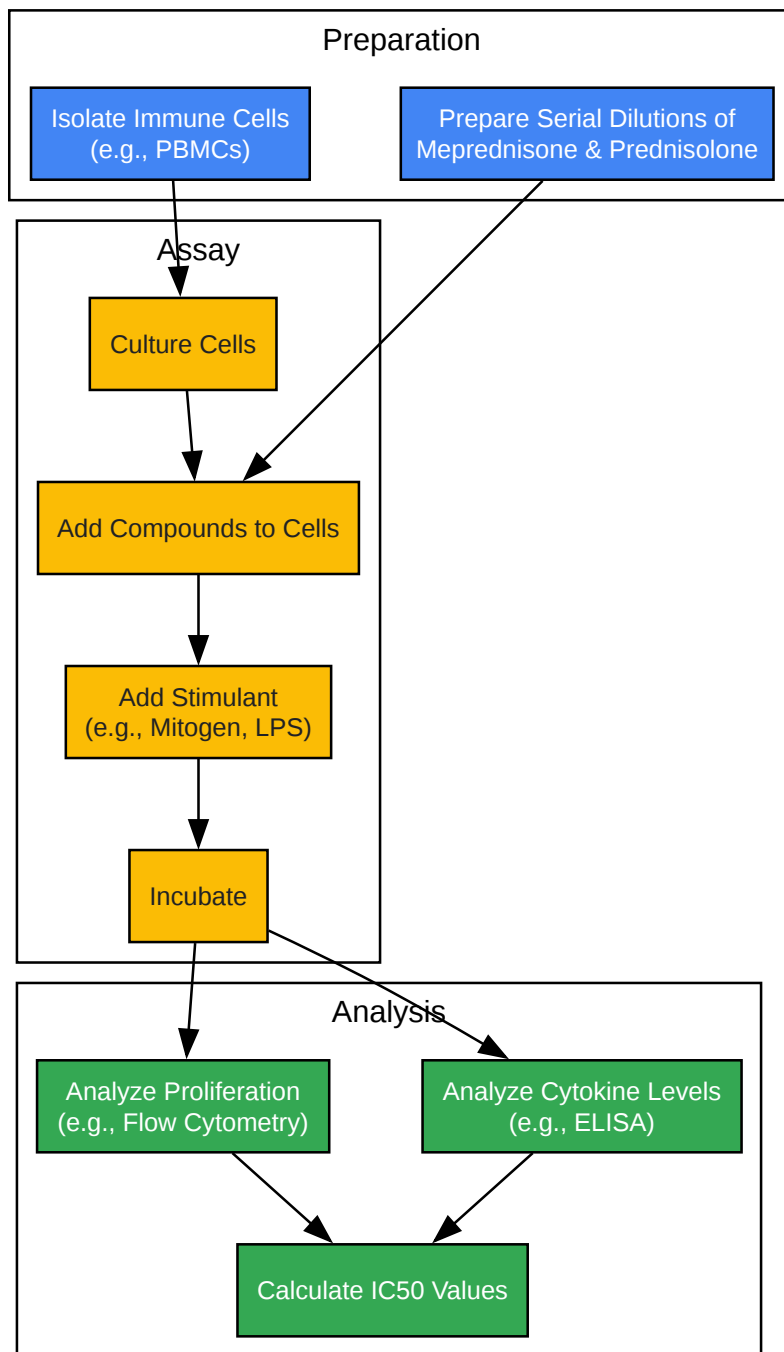 Preparation
Isolate Immune Cells
(e.g., PBMCs)
Prepare Serial Dilutions of
Meprednisone & Prednisolone
Assay
Culture Cells
Add Compounds to Cells
Add Stimulant
(e.g., Mitogen, LPS)
Incubate
Analysis
Analyze Proliferation
(e.g., Flow Cytometry)
Analyze Cytokine Levels
(e.g., ELISA)
Calculate IC50 Values